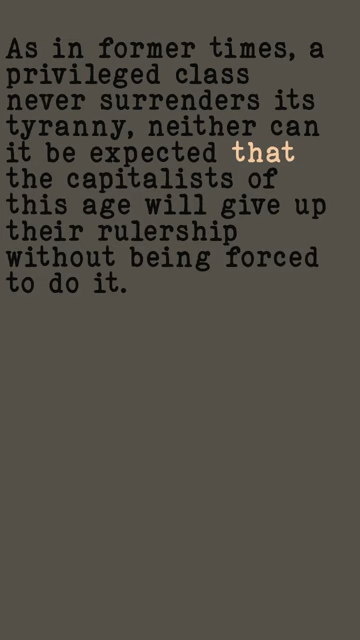 As in former times, a
privileged class
never surrenders its
tyranny, neither can
it be expected that
the capitalists of
this age will give up
their rulership
without being forced
to do it.